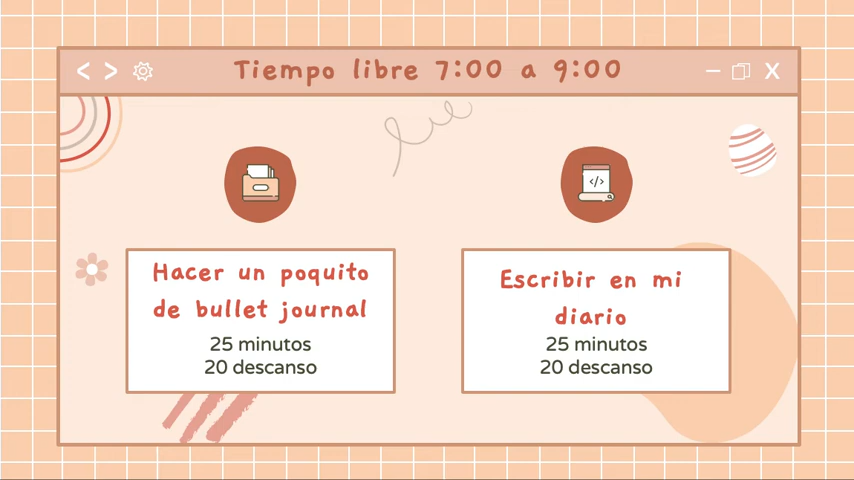 Tiempo libre 7:00 a 9:00
</>
Hacer un poquito
de bullet journal
25 minutos
20 descanso
Escribir en mi
diario
25 minutos
20 descanso